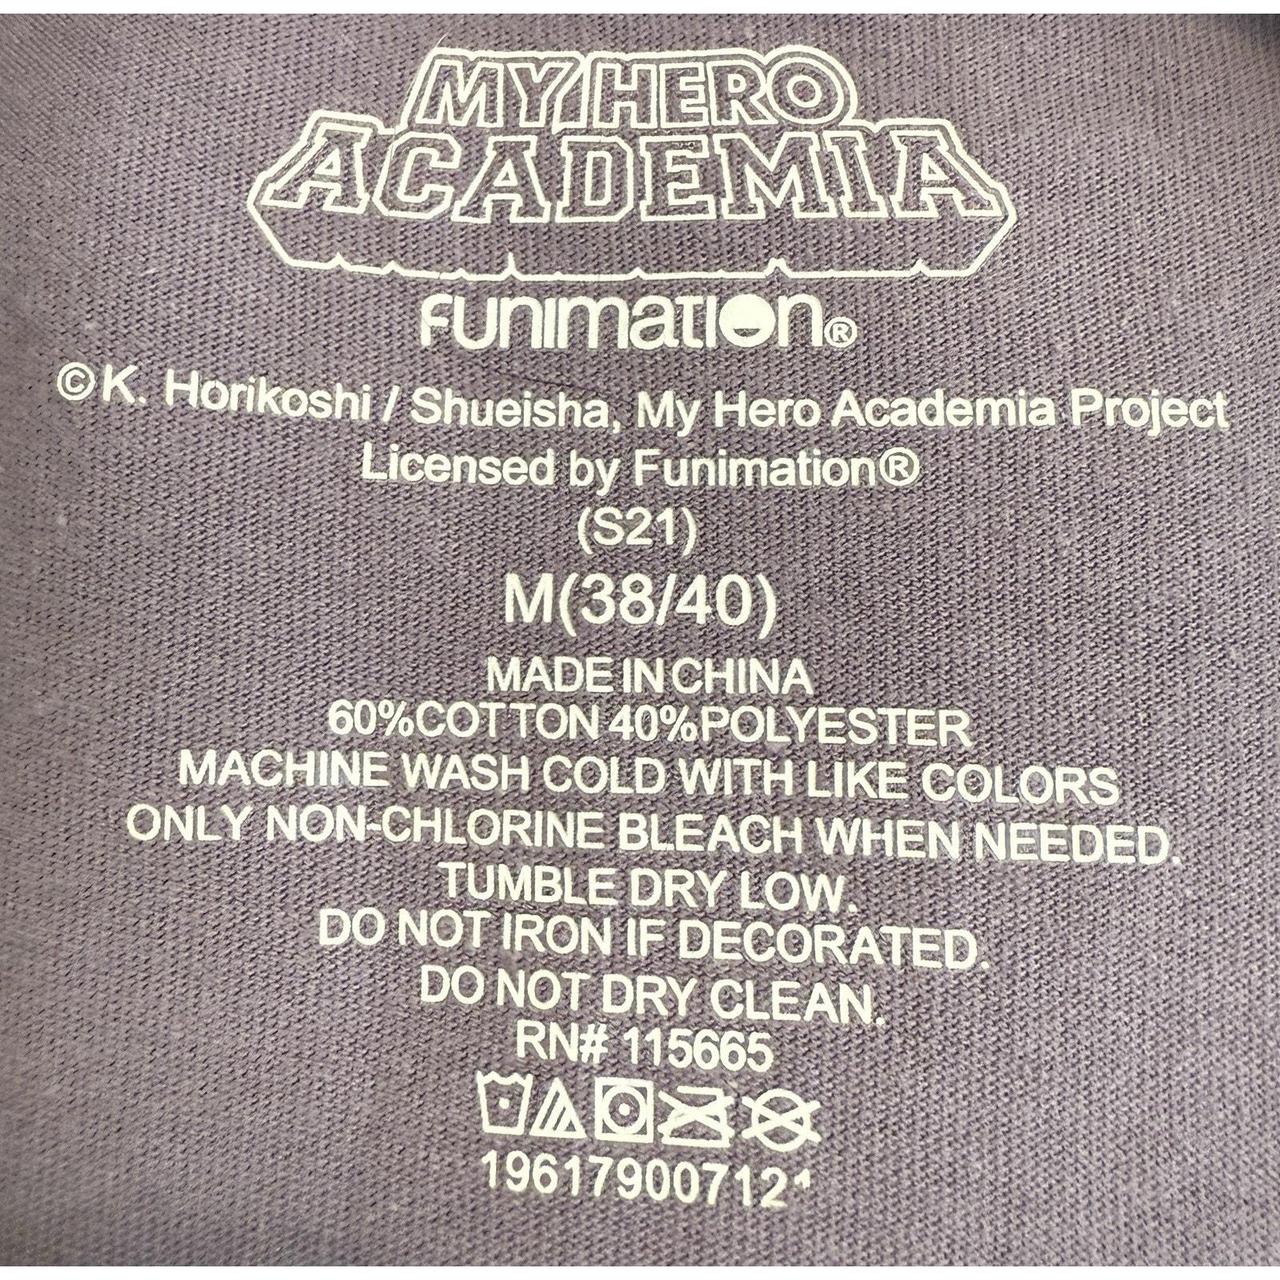 MY HERO
ACADEMIA
FUNIMATION®
© K. Horikoshi / Shueisha, My Hero Academia Project
Licensed by Funimation®
(S21)
M(38/40)
MADE IN CHINA
60%COTTON 40%POLYESTER
MACHINE WASH COLD WITH LIKE COLORS
ONLY NON-CHLORINE BLEACH WHEN NEEDED.
TUMBLE DRY LOW.
DO NOT IRON IF DECORATED.
DO NOT DRY CLEAN.
RN# 115665